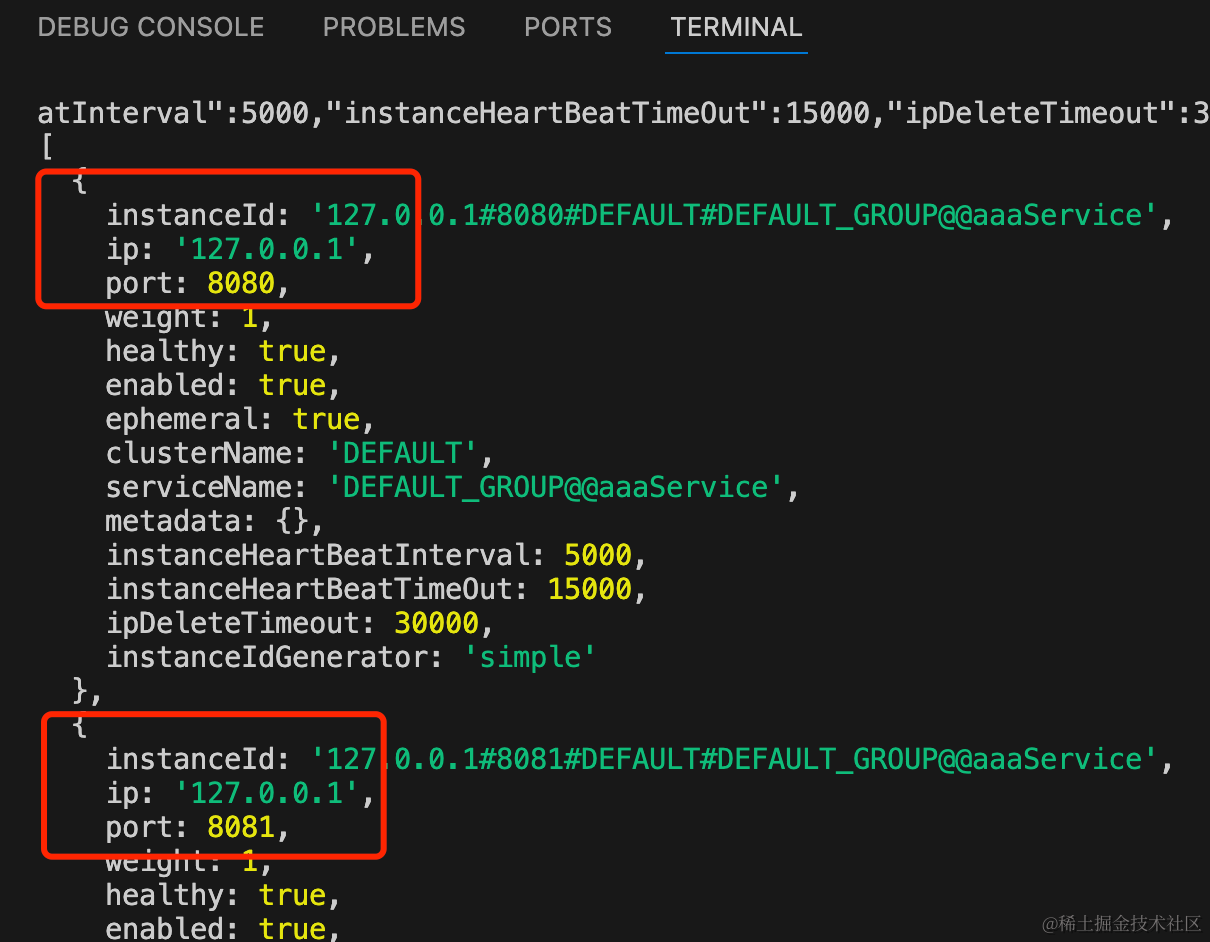 DEBUG CONSOLE PROBLEMS PORTS TERMINAL
atInterval":5000,"instanceHeartBeatTimeOut":15000,"ipDeleteTimeout":3
[
{
instanceId: '127.0.0.1#8080#DEFAULT#DEFAULT_GROUP@@aaaService',
ip: '127.0.0.1',
port: 8080,
weight: 1,
healthy: true,
enabled: true,
ephemeral: true,
clusterName: 'DEFAULT',
serviceName: 'DEFAULT_GROUP@@aaaService',
metadata: {},
instanceHeartBeatInterval: 5000,
instanceHeartBeatTimeOut: 15000,
ipDeleteTimeout: 30000,
instanceIdGenerator: 'simple'
},
{
instanceId: '127.0.0.1#8081#DEFAULT#DEFAULT_GROUP@@aaaService',
ip: '127.0.0.1',
port: 8081,
weight: 1,
healthy: true,
enabled: true,
@稀土掘金技术社区